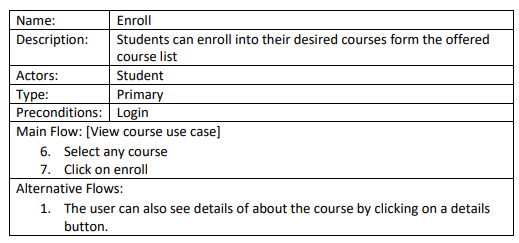 Name: Enroll
Description: Students can enroll into their desired courses form the offered
course list
Actors: Student
Type: Primary
Preconditions: Login
Main Flow: [View course use case]
6. Select any course
7. Click on enroll
Alternative Flows:
1. The user can also see details of about the course by clicking on a details
button.